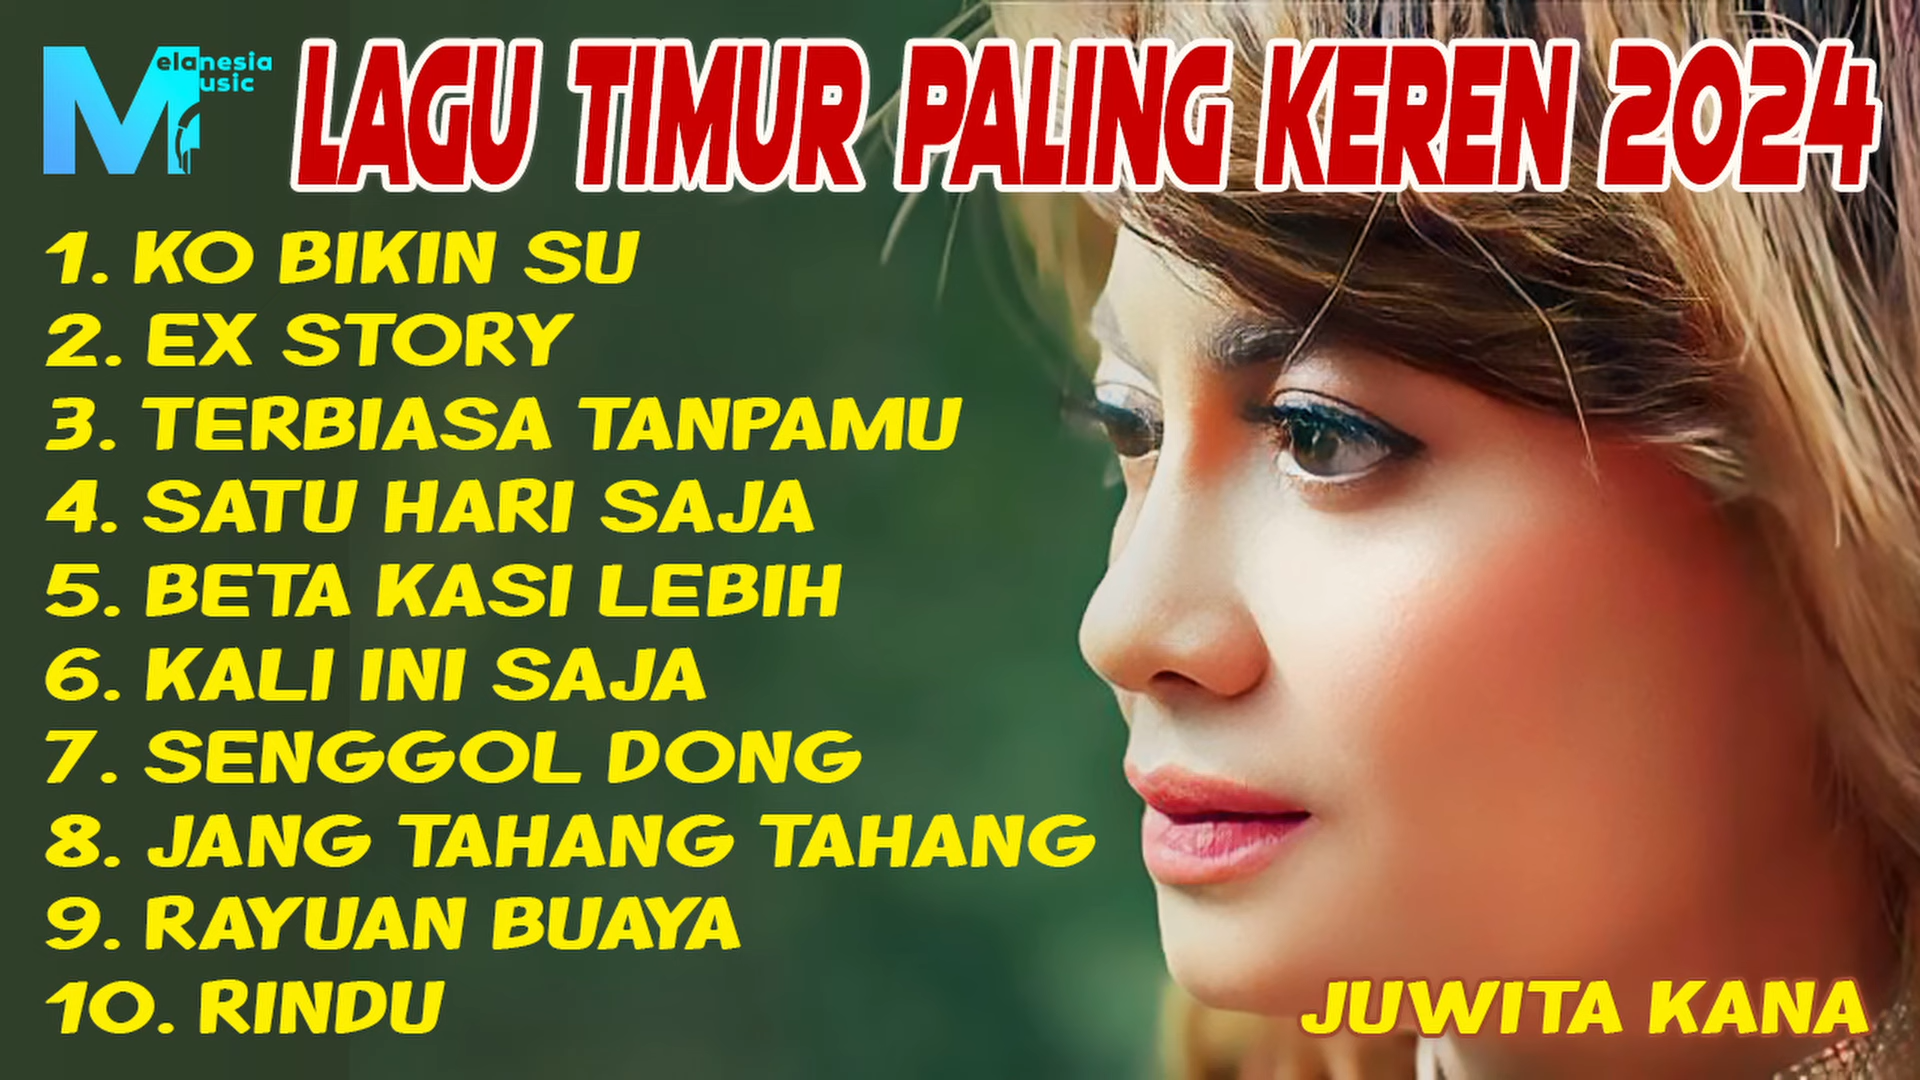 Melanesia
Music
LAGU TIMUR PALING KEREN 2024
1. KO BIKIN SU
2. EX STORY
3. TERBIASA TANPAMU
4. SATU HARI SAJA
5. BETA KASI LEBIH
6. KALI INI SAJA
7. SENGGOL DONG
8. JANG TAHANG TAHANG
9. RAYUAN BUAYA
10. RINDU
JUWITA KANA